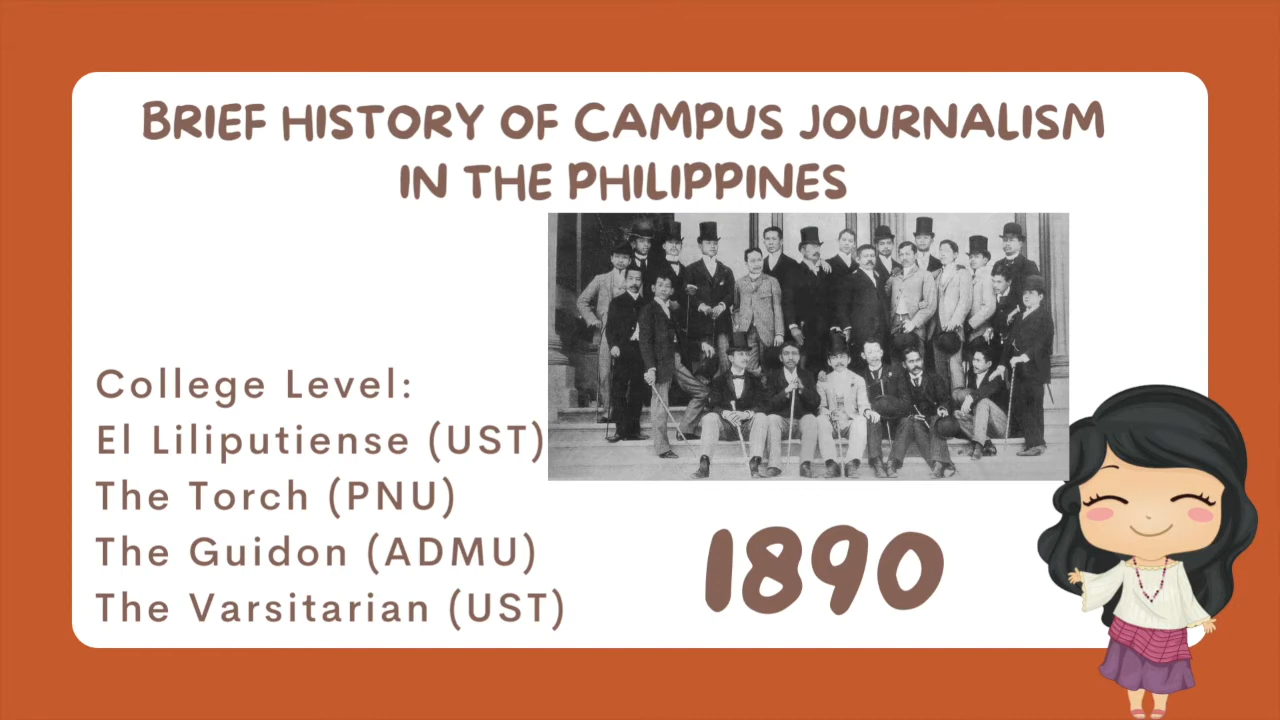 BRIEF HISTORY OF CAMPUS JOURNALISM
IN THE PHILIPPINES
College Level:
El Liliputiense (UST)
The Torch (PNU)
The Guidon (ADMU)
The Varsitarian (UST)
1890